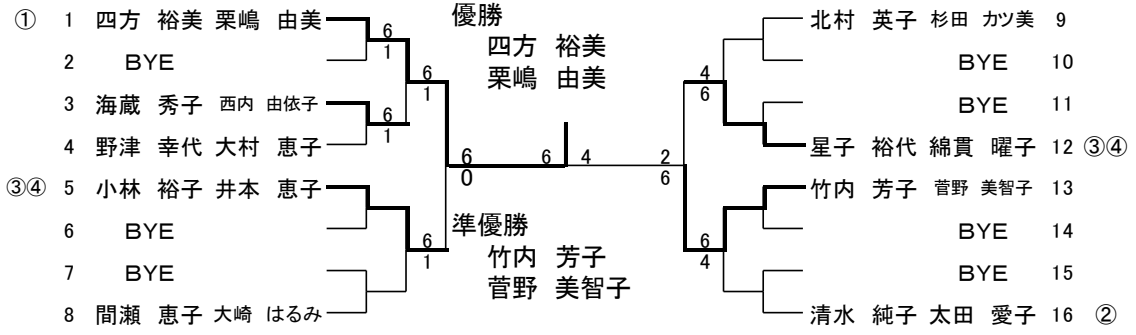 ① 1 四方 裕美 栗嶋 由美
6
1
2 BYE
6
1
3 海蔵 秀子 西内 由依子
6
1
4 野津 幸代 大村 恵子
6
0
③④ 5 小林 裕子 井本 恵子
6 BYE
6
1
7 BYE
8 間瀬 恵子 大崎 はるみ
優勝
四方 裕美
栗嶋 由美
6 4
準優勝
竹内 芳子
菅野 美智子
北村 英子 杉田 カツ美 9
4
6
BYE 10
BYE 11
星子 裕代 綿貫 曜子 12 ③④
2
6
竹内 芳子 菅野 美智子 13
BYE 14
6
4
BYE 15
清水 純子 太田 愛子 16 ②